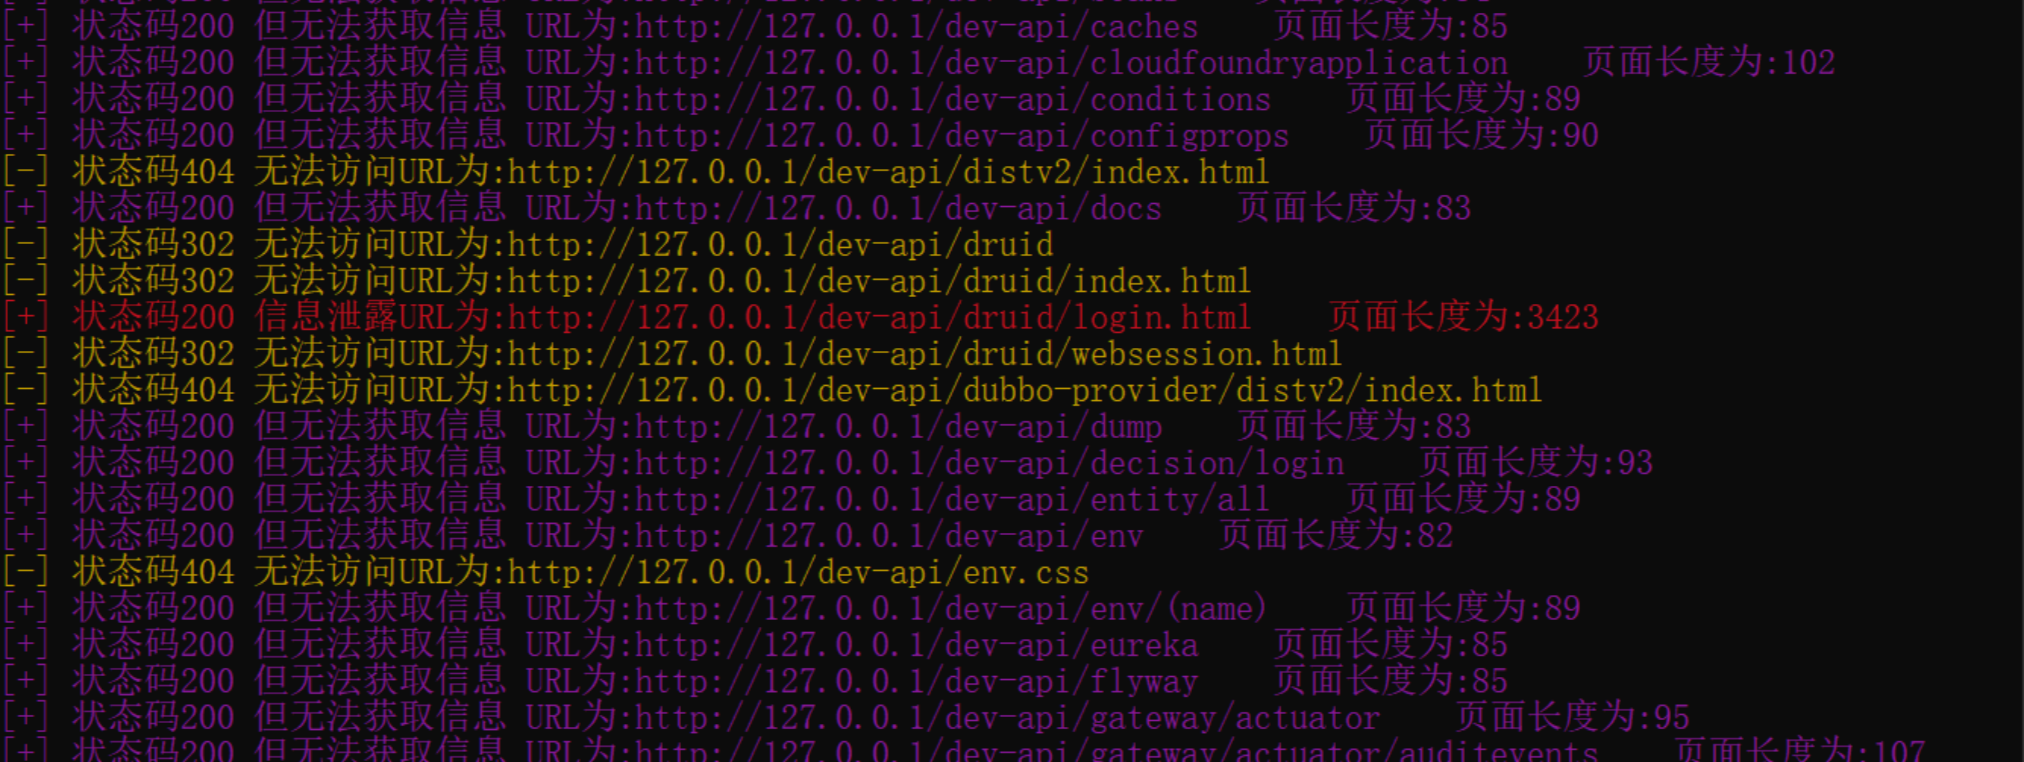 [+] 状态码200 但无法获取信息 URL为:http://127.0.0.1/dev-api/caches    页面长度为:85
[+] 状态码200 但无法获取信息 URL为:http://127.0.0.1/dev-api/cloudfoundryapplication    页面长度为:102
[+] 状态码200 但无法获取信息 URL为:http://127.0.0.1/dev-api/conditions    页面长度为:89
[+] 状态码200 但无法获取信息 URL为:http://127.0.0.1/dev-api/configprops    页面长度为:90
[-] 状态码404 无法访问URL为:http://127.0.0.1/dev-api/distv2/index.html
[+] 状态码200 但无法获取信息 URL为:http://127.0.0.1/dev-api/docs    页面长度为:83
[-] 状态码302 无法访问URL为:http://127.0.0.1/dev-api/druid
[-] 状态码302 无法访问URL为:http://127.0.0.1/dev-api/druid/index.html
[+] 状态码200 信息泄露URL为:http://127.0.0.1/dev-api/druid/login.html    页面长度为:3423
[-] 状态码302 无法访问URL为:http://127.0.0.1/dev-api/druid/websession.html
[-] 状态码404 无法访问URL为:http://127.0.0.1/dev-api/dubbo-provider/distv2/index.html
[+] 状态码200 但无法获取信息 URL为:http://127.0.0.1/dev-api/dump    页面长度为:83
[+] 状态码200 但无法获取信息 URL为:http://127.0.0.1/dev-api/decision/login    页面长度为:93
[+] 状态码200 但无法获取信息 URL为:http://127.0.0.1/dev-api/entity/all    页面长度为:89
[+] 状态码200 但无法获取信息 URL为:http://127.0.0.1/dev-api/env    页面长度为:82
[-] 状态码404 无法访问URL为:http://127.0.0.1/dev-api/env.css
[+] 状态码200 但无法获取信息 URL为:http://127.0.0.1/dev-api/env/(name)    页面长度为:89
[+] 状态码200 但无法获取信息 URL为:http://127.0.0.1/dev-api/eureka    页面长度为:85
[+] 状态码200 但无法获取信息 URL为:http://127.0.0.1/dev-api/flyway    页面长度为:85
[+] 状态码200 但无法获取信息 URL为:http://127.0.0.1/dev-api/gateway/actuator    页面长度为:95
[+] 状态码200 但无法获取信息 URL为:http://127.0.0.1/dev-api/gateway/actuator/auditevents    页面长度为:107